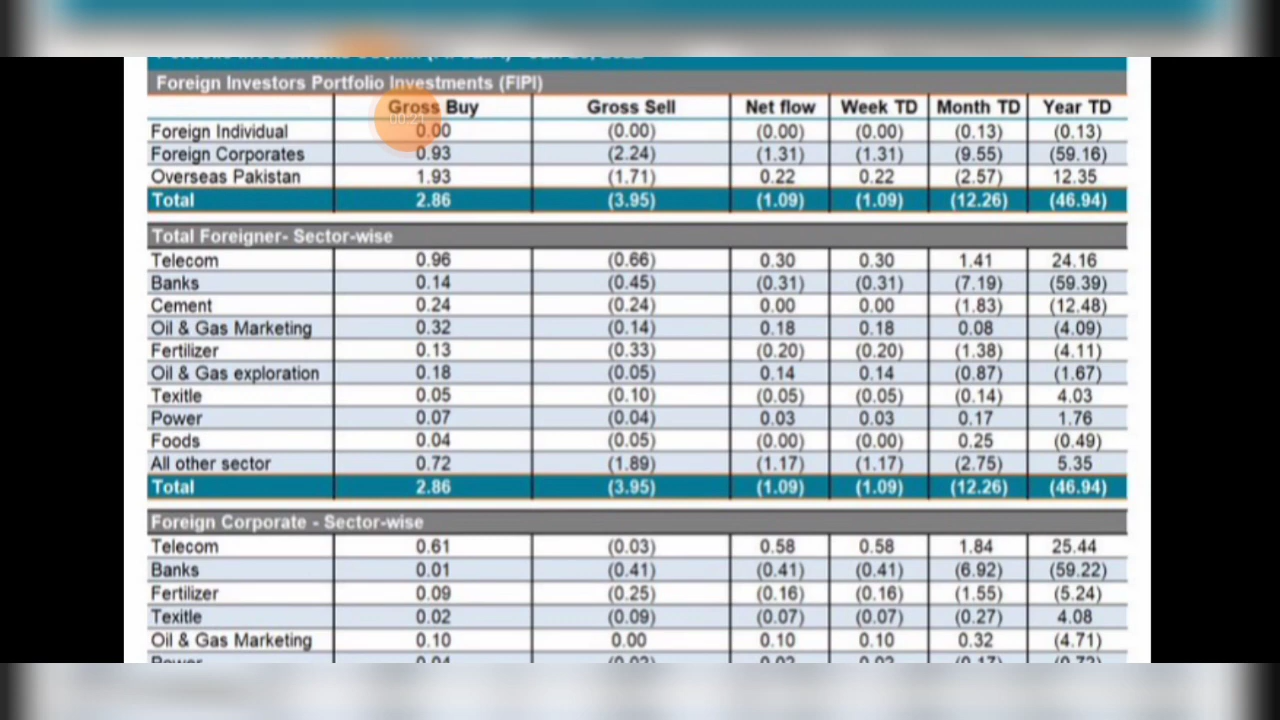 Foreign Investors Portfolio Investments (FIPI)
Gross Buy Gross Sell Net flow Week TD Month TD Year TD
00:21
Foreign Individual 0.00 (0.00) (0.00) (0.00) (0.13) (0.13)
Foreign Corporates 0.93 (2.24) (1.31) (1.31) (9.55) (59.16)
Overseas Pakistan 1.93 (1.71) 0.22 0.22 (2.57) 12.35
Total 2.86 (3.95) (1.09) (1.09) (12.26) (46.94)
Total Foreigner- Sector-wise
Telecom 0.96 (0.66) 0.30 0.30 1.41 24.16
Banks 0.14 (0.45) (0.31) (0.31) (7.19) (59.39)
Cement 0.24 (0.24) 0.00 0.00 (1.83) (12.48)
Oil & Gas Marketing 0.32 (0.14) 0.18 0.18 0.08 (4.09)
Fertilizer 0.13 (0.33) (0.20) (0.20) (1.38) (4.11)
Oil & Gas exploration 0.18 (0.05) 0.14 0.14 (0.87) (1.67)
Texitle 0.05 (0.10) (0.05) (0.05) (0.14) 4.03
Power 0.07 (0.04) 0.03 0.03 0.17 1.76
Foods 0.04 (0.05) (0.00) (0.00) 0.25 (0.49)
All other sector 0.72 (1.89) (1.17) (1.17) (2.75) 5.35
Total 2.86 (3.95) (1.09) (1.09) (12.26) (46.94)
Foreign Corporate - Sector-wise
Telecom 0.61 (0.03) 0.58 0.58 1.84 25.44
Banks 0.01 (0.41) (0.41) (0.41) (6.92) (59.22)
Fertilizer 0.09 (0.25) (0.16) (0.16) (1.55) (5.24)
Texitle 0.02 (0.09) (0.07) (0.07) (0.27) 4.08
Oil & Gas Marketing 0.10 0.00 0.10 0.10 0.32 (4.71)